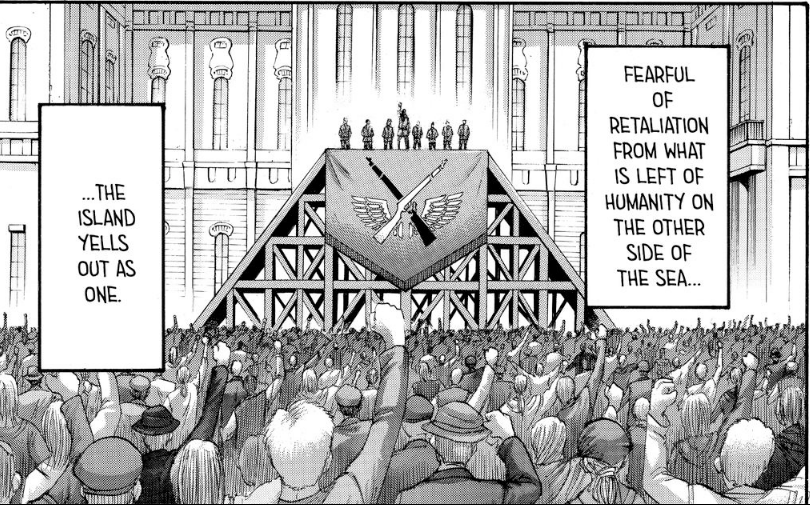 FEARFUL
OF
RETALIATION
FROM WHAT
IS LEFT OF
HUMANITY ON
THE OTHER
SIDE OF
THE SEA...
...THE
ISLAND
YELLS
OUT AS
ONE.